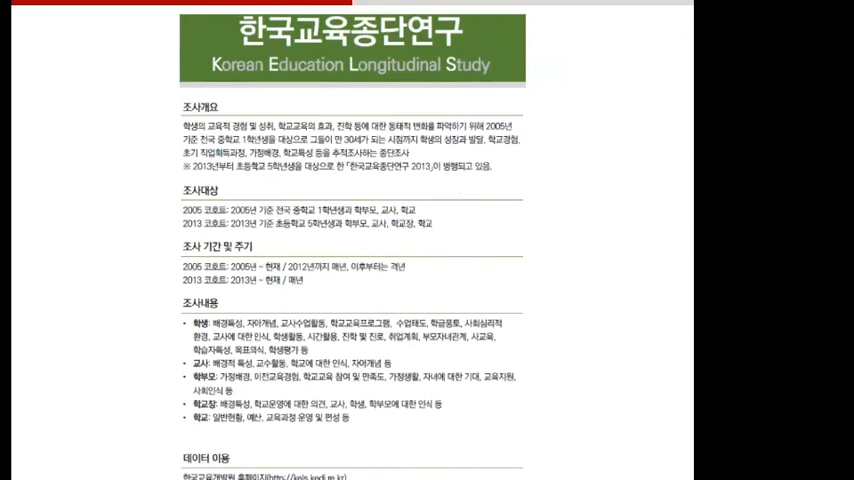 한국교육종단연구
Korean Education Longitudinal Study
조사개요
학생의 교육적 경험 및 성취, 학교교육의 효과, 진학 등에 대한 동태적 변화를 파악하기 위해 2005년
기준 전국 중학교 1학년생을 대상으로 그들이 만 30세가 되는 시점까지 학생의 성장과 발달, 학교경험,
초기 직업획득과정, 가정배경, 학교특성 등을 추적조사하는 종단조사
※ 2013년부터 초등학교 5학년생을 대상으로 한 「한국교육종단연구 2013」이 병행되고 있음.
조사대상
2005 코호트: 2005년 기준 전국 중학교 1학년생과 학부모, 교사, 학교
2013 코호트: 2013년 기준 초등학교 5학년생과 학부모, 교사, 학교장, 학교
조사 기간 및 주기
2005 코호트: 2005년 ~ 현재 / 2012년까지 매년, 이후부터는 격년
2013 코호트: 2013년 ~ 현재 / 매년
조사내용
• 학생: 배경특성, 자아개념, 교사수업활동, 학교교육프로그램, 수업태도, 학급풍토, 사회심리적
환경, 교사에 대한 인식, 학생활동, 시간활용, 진학 및 진로, 취업계획, 부모자녀관계, 사교육,
학습자특성, 목표의식, 학생평가 등
• 교사: 배경적 특성, 교수활동, 학교에 대한 인식, 자아개념 등
• 학부모: 가정배경, 이전교육경험, 학교교육 참여 및 만족도, 가정생활, 자녀에 대한 기대, 교육지원,
사회인식 등
• 학교장: 배경특성, 학교운영에 대한 의견, 교사, 학생, 학부모에 대한 인식 등
• 학교: 일반현황, 예산, 교육과정 운영 및 편성 등
데이터 이용
한국교육개발원 홈페이지(http://kels.kedi.re.kr)